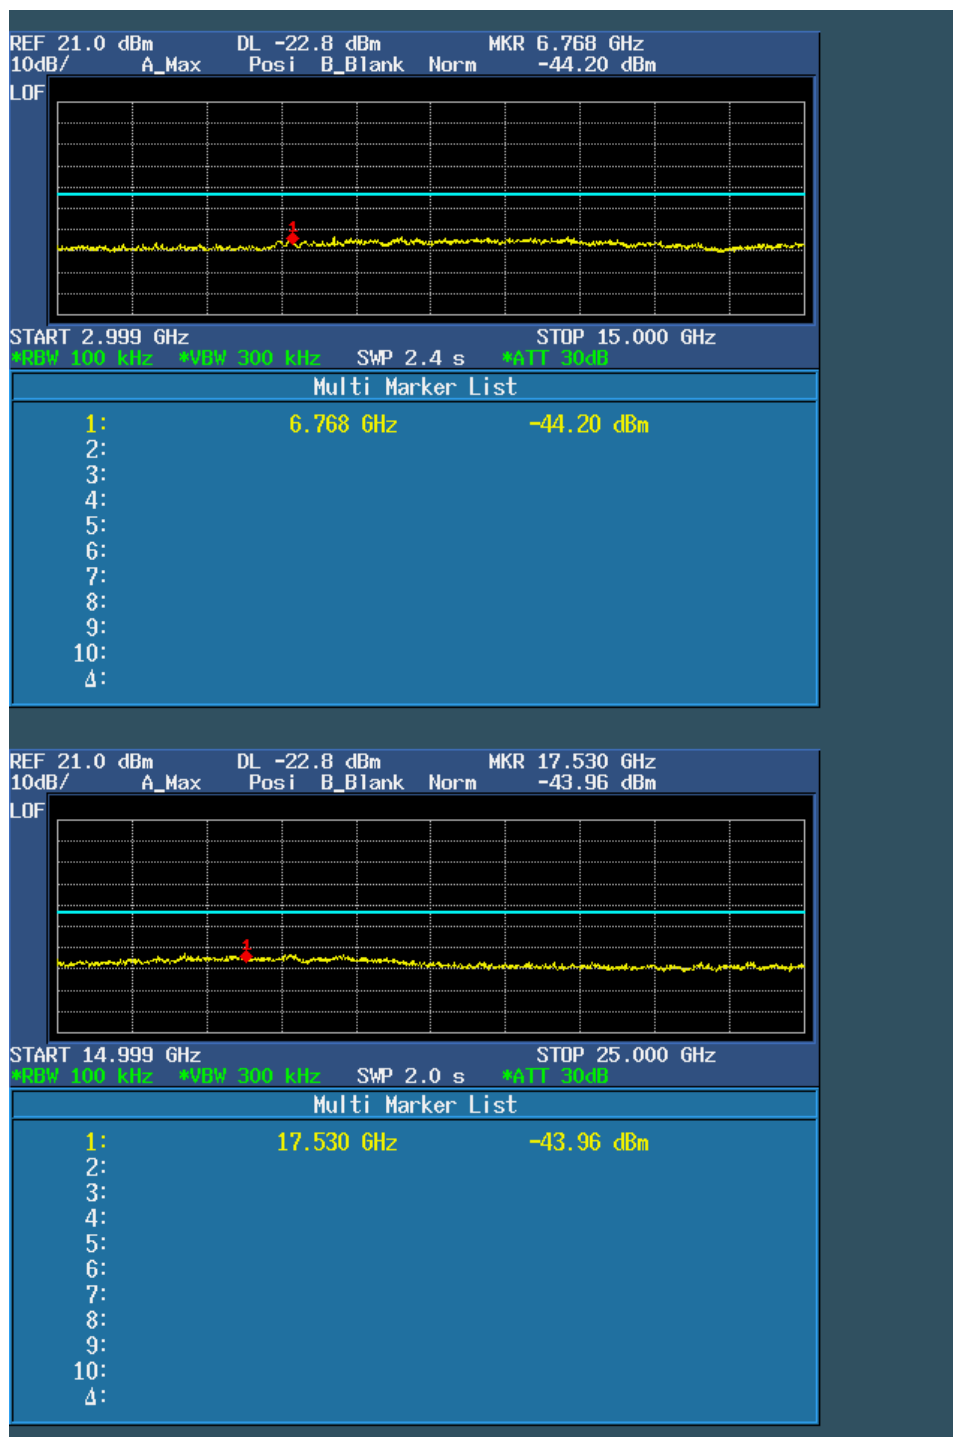 REF 21.0 dBm DL -22.8 dBm MKR 6.768 GHz
10dB/ A_Max Posi B_Blank Norm -44.20 dBm
LOF
1
START 2.999 GHz STOP 15.000 GHz
*RBW 100 kHz *VBW 300 kHz SWP 2.4 s *ATT 30dB
Multi Marker List
1: 6.768 GHz -44.20 dBm
2:
3:
4:
5:
6:
7:
8:
9:
10:
Δ:
REF 21.0 dBm DL -22.8 dBm MKR 17.530 GHz
10dB/ A_Max Posi B_Blank Norm -43.96 dBm
LOF
1
START 14.999 GHz STOP 25.000 GHz
*RBW 100 kHz *VBW 300 kHz SWP 2.0 s *ATT 30dB
Multi Marker List
1: 17.530 GHz -43.96 dBm
2:
3:
4:
5:
6:
7:
8:
9:
10:
Δ: